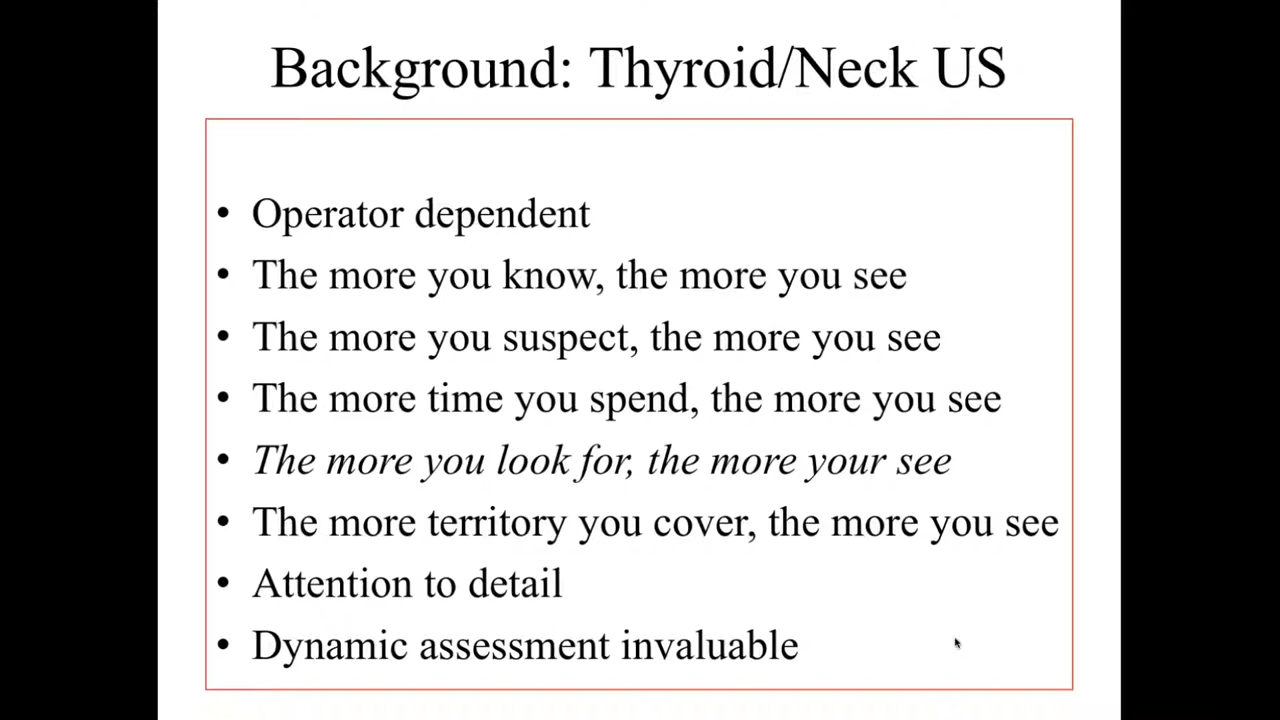 Background: Thyroid/Neck US
• Operator dependent
• The more you know, the more you see
• The more you suspect, the more you see
• The more time you spend, the more you see
• The more you look for, the more your see
• The more territory you cover, the more you see
• Attention to detail
• Dynamic assessment invaluable